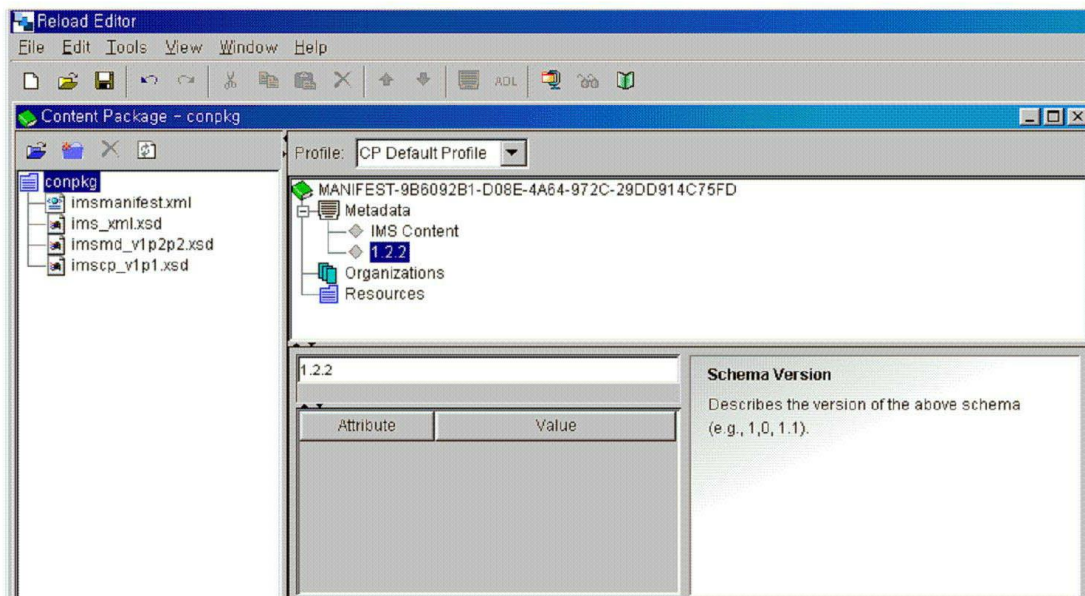 Reload Editor
File Edit Tools View Window Help
ADL
Content Package - conpkg
Profile: CP Default Profile
conpkg
imsmanifest.xml
ims_xml.xsd
imsmd_v1p2p2.xsd
imscp_v1p1.xsd
MANIFEST-9B6092B1-D08E-4A64-972C-29DD914C75FD
Metadata
IMS Content
1.2.2
Organizations
Resources
1.2.2
Attribute Value
Schema Version
Describes the version of the above schema
(e.g., 1,0, 1.1).